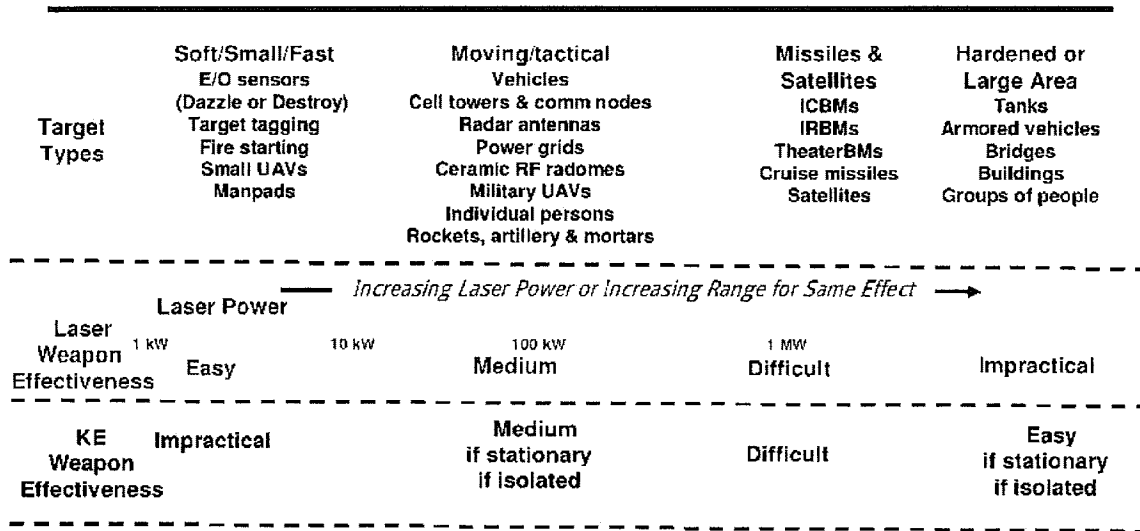 Soft/Small/Fast
E/O sensors
(Dazzle or Destroy)
Target tagging
Fire starting
Small UAVs
Manpads
Moving/tactical
Vehicles
Cell towers & comm nodes
Radar antennas
Power grids
Ceramic RF radomes
Military UAVs
Individual persons
Rockets, artillery & mortars
Missiles &
Satellites
ICBMs
IRBMs
TheaterBMs
Cruise missiles
Satellites
Hardened or
Large Area
Tanks
Armored vehicles
Bridges
Buildings
Groups of people
Target
Types
Increasing Laser Power or Increasing Range for Same Effect
Laser Power
Laser
Weapon
Effectiveness
1 kW
10 kW
100 kW
1 MW
Easy
Medium
Difficult
Impractical
KE
Weapon
Effectiveness
Impractical
Medium
if stationary
if isolated
Difficult
Easy
if stationary
if isolated